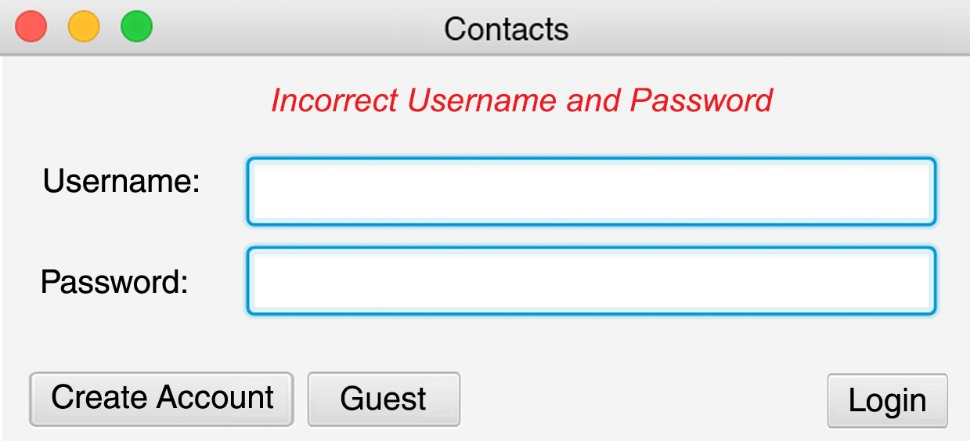 Contacts
Incorrect Username and Password
Username:
Password:
Create Account Guest Login